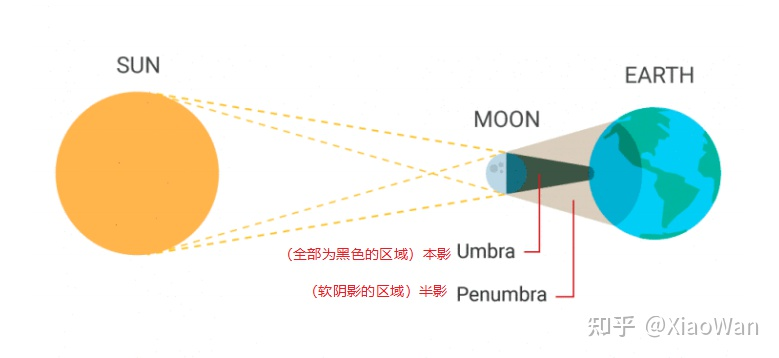 SUN
EARTH
MOON
（全部为黑色的区域）本影 Umbra
（软阴影的区域）半影 Penumbra
知乎 @XiaoWan